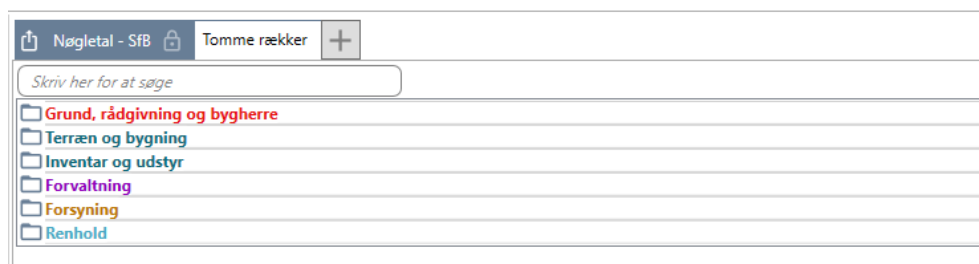 Nøgletal - SfB Tomme rækker
Skriv her for at søge
Grund, rådgivning og bygherre
Terræn og bygning
Inventar og udstyr
Forvaltning
Forsyning
Renhold